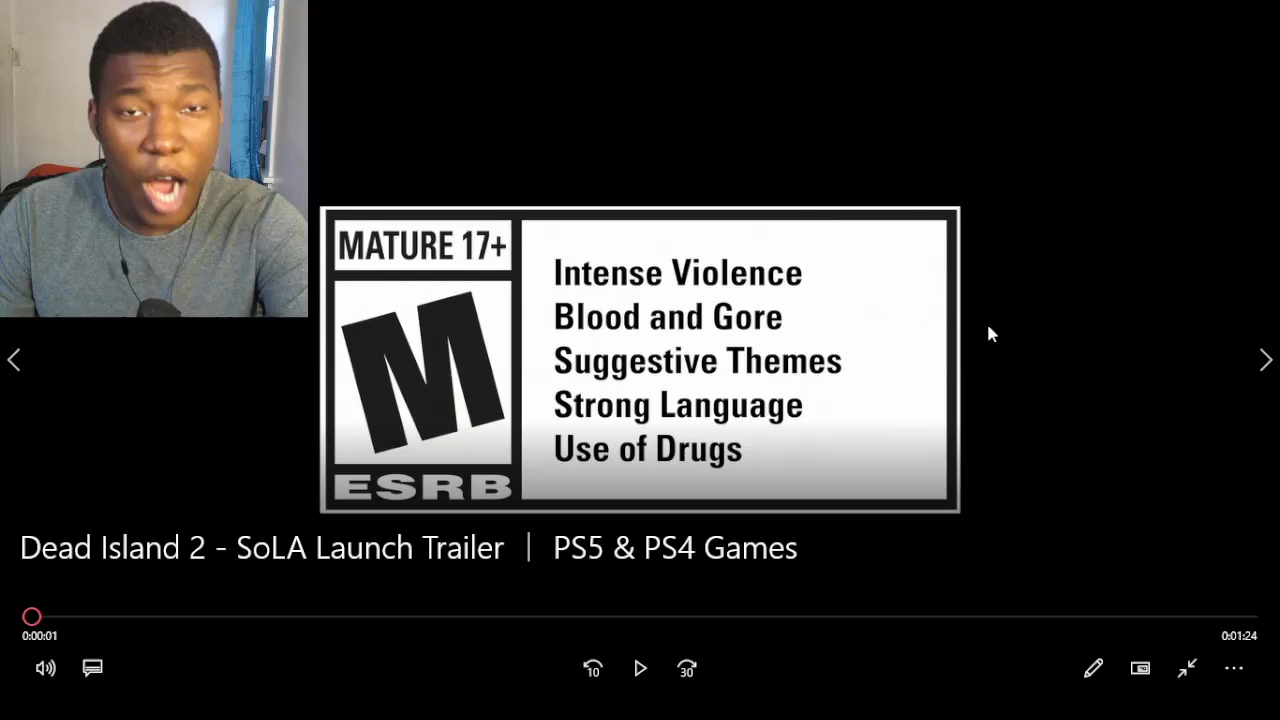 MATURE 17+
M
ESRB
Intense Violence
Blood and Gore
Suggestive Themes
Strong Language
Use of Drugs
Dead Island 2 - SoLA Launch Trailer | PS5 & PS4 Games
0:00:01
0:01:24
10
30